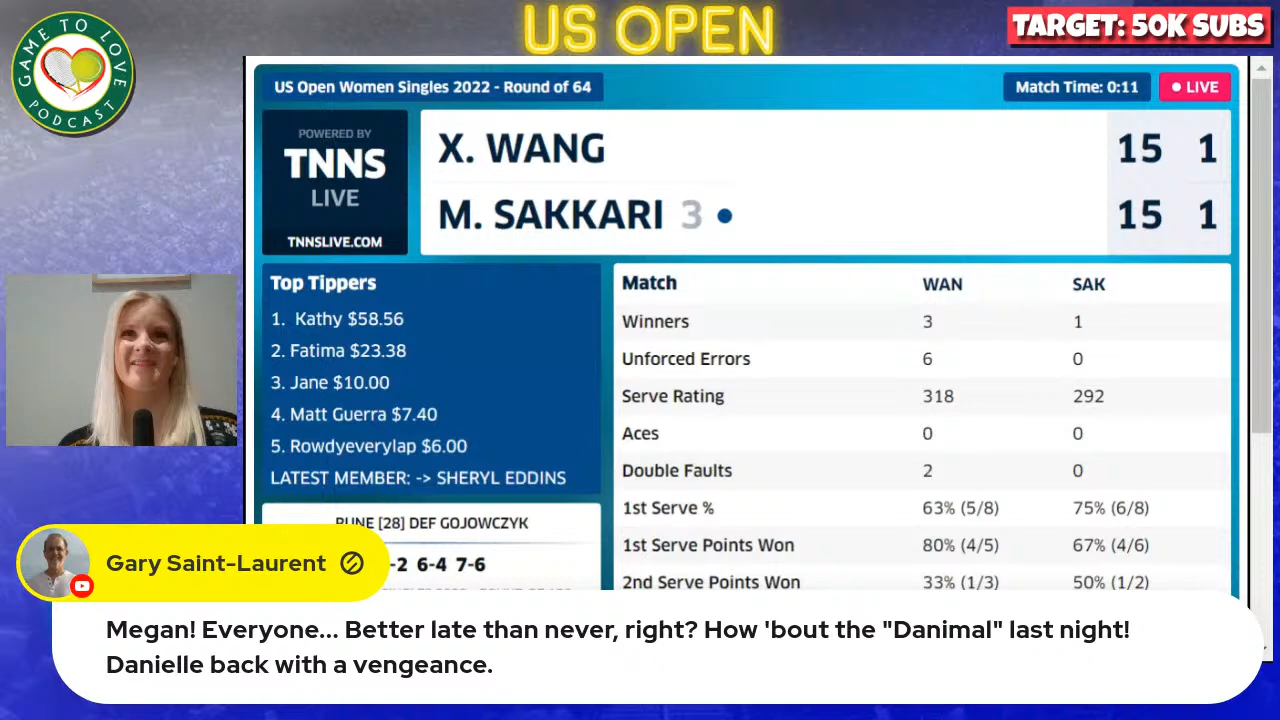 GAME TO LOVE
PODCAST
US OPEN
TARGET: 50K SUBS
US Open Women Singles 2022 - Round of 64
Match Time: 0:11
LIVE
POWERED BY
TNNS
LIVE
TNNSLIVE.COM
X. WANG 15 1
M. SAKKARI 3 15 1
Top Tippers
1. Kathy $58.56
2. Fatima $23.38
3. Jane $10.00
4. Matt Guerra $7.40
5. Rowdyeverylap $6.00
LATEST MEMBER: -> SHERYL EDDINS
Match WAN SAK
Winners 3 1
Unforced Errors 6 0
Serve Rating 318 292
Aces 0 0
Double Faults 2 0
1st Serve % 63% (5/8) 75% (6/8)
1st Serve Points Won 80% (4/5) 67% (4/6)
2nd Serve Points Won 33% (1/3) 50% (1/2)
RUNE [28] DEF GOJOWCZYK
-2 6-4 7-6
Gary Saint-Laurent
Megan! Everyone... Better late than never, right? How 'bout the "Danimal" last night!
Danielle back with a vengeance.